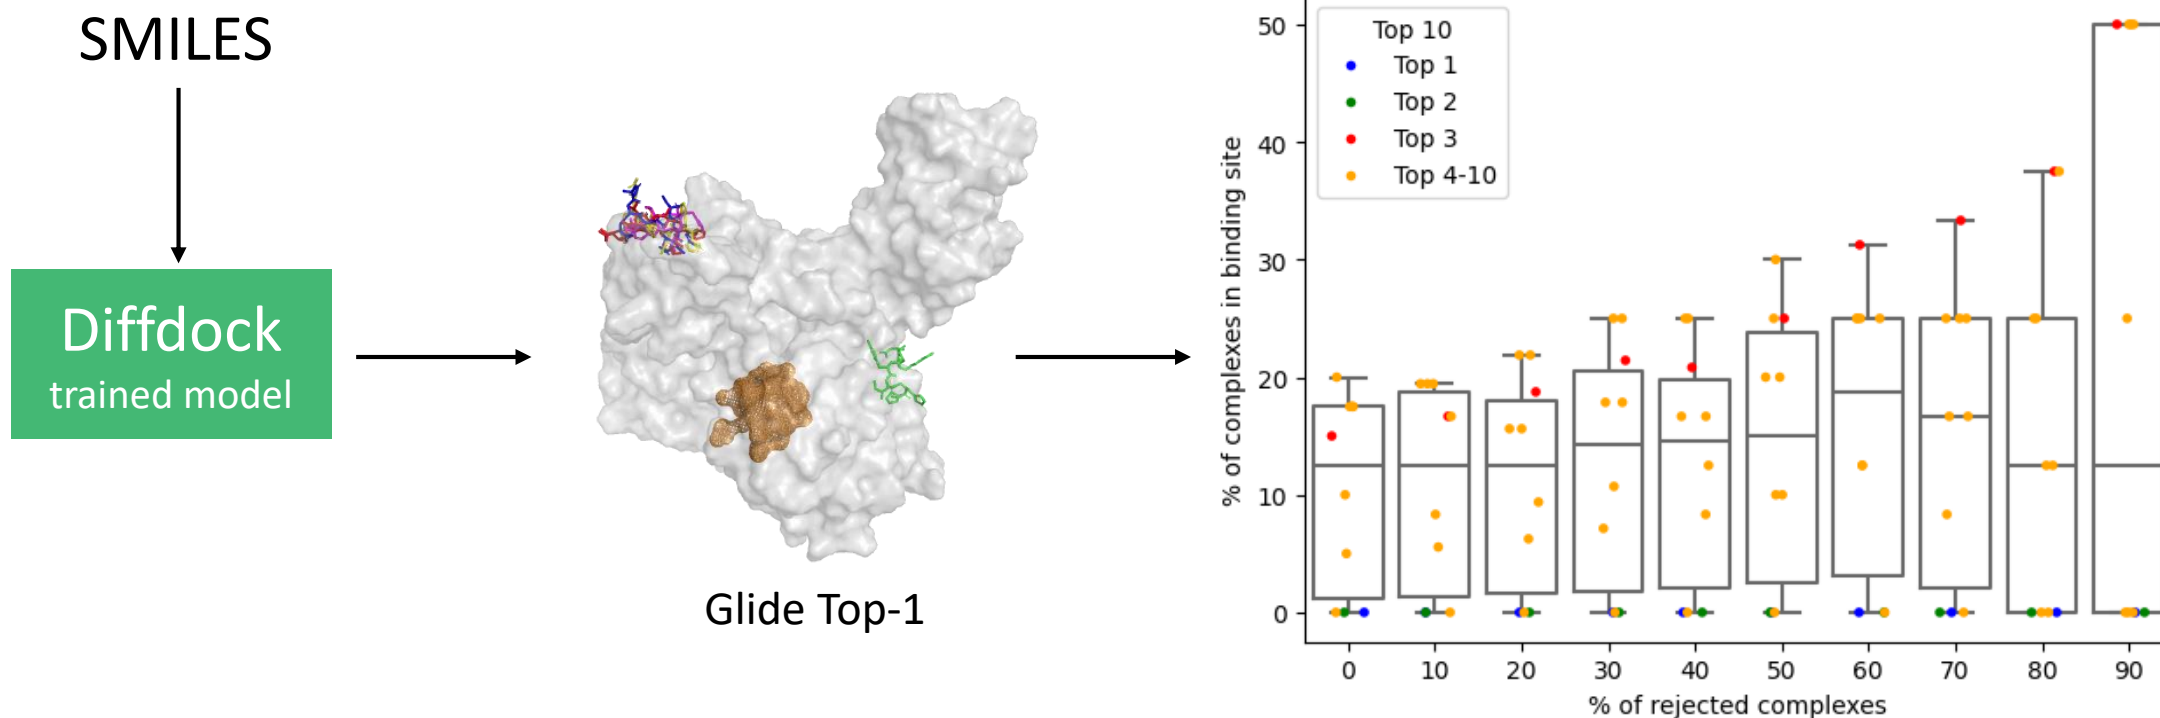 SMILES
Diffdock
trained model
Glide Top-1
% of complexes in binding site
50
40
30
20
10
0
Top 10
Top 1
Top 2
Top 3
Top 4-10
0 10 20 30 40 50 60 70 80 90
% of rejected complexes